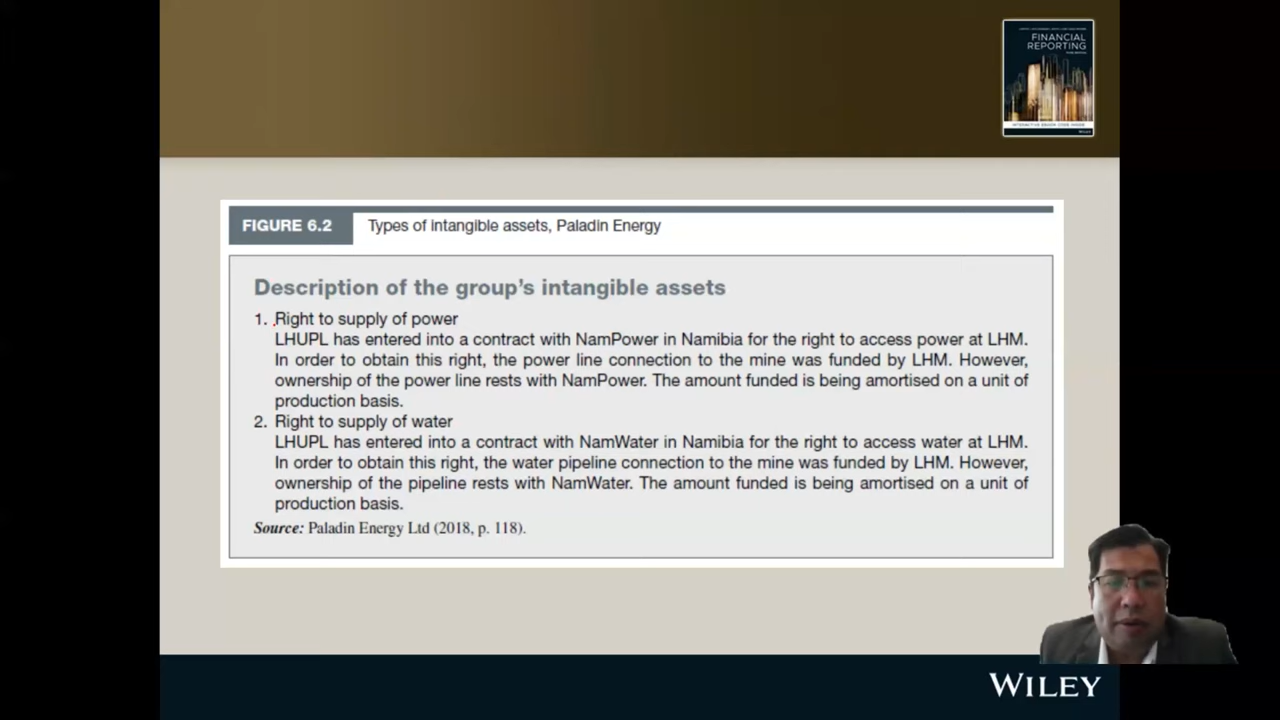 FINANCIAL
REPORTING
FIGURE 6.2
Types of intangible assets, Paladin Energy
Description of the group's intangible assets
1. Right to supply of power
LHUPL has entered into a contract with NamPower in Namibia for the right to access power at LHM.
In order to obtain this right, the power line connection to the mine was funded by LHM. However,
ownership of the power line rests with NamPower. The amount funded is being amortised on a unit of
production basis.
2. Right to supply of water
LHUPL has entered into a contract with NamWater in Namibia for the right to access water at LHM.
In order to obtain this right, the water pipeline connection to the mine was funded by LHM. However,
ownership of the pipeline rests with NamWater. The amount funded is being amortised on a unit of
production basis.
Source: Paladin Energy Ltd (2018, p. 118).
WILEY